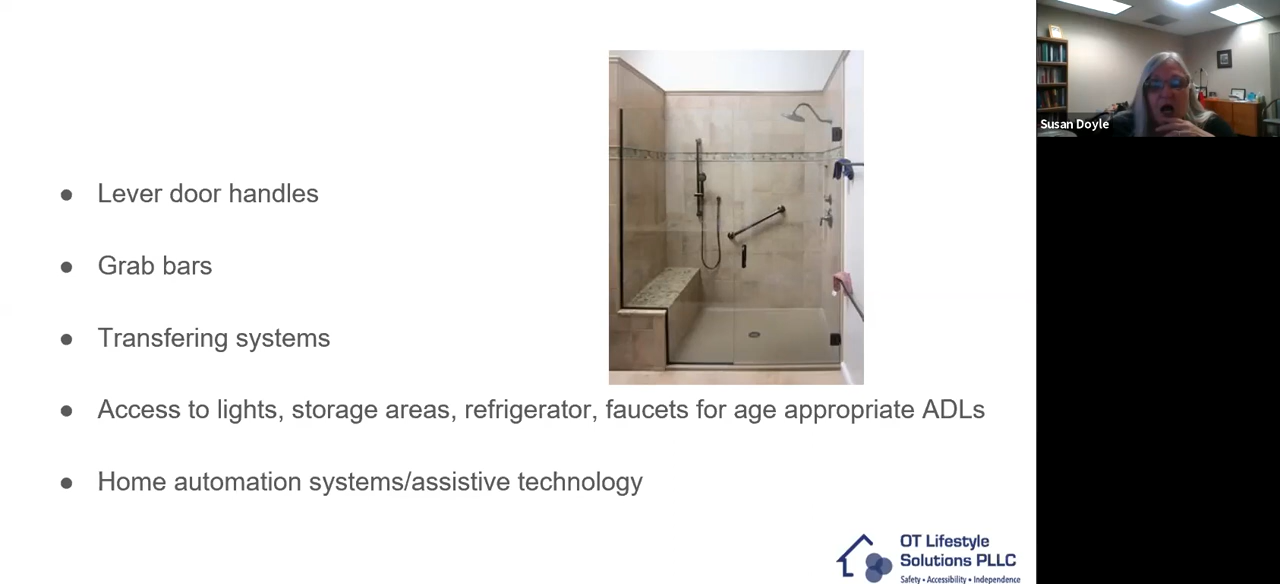 Susan Doyle
● Lever door handles
● Grab bars
● Transfering systems
● Access to lights, storage areas, refrigerator, faucets for age appropriate ADLs
● Home automation systems/assistive technology
OT Lifestyle
Solutions PLLC
Safety • Accessibility • Independence